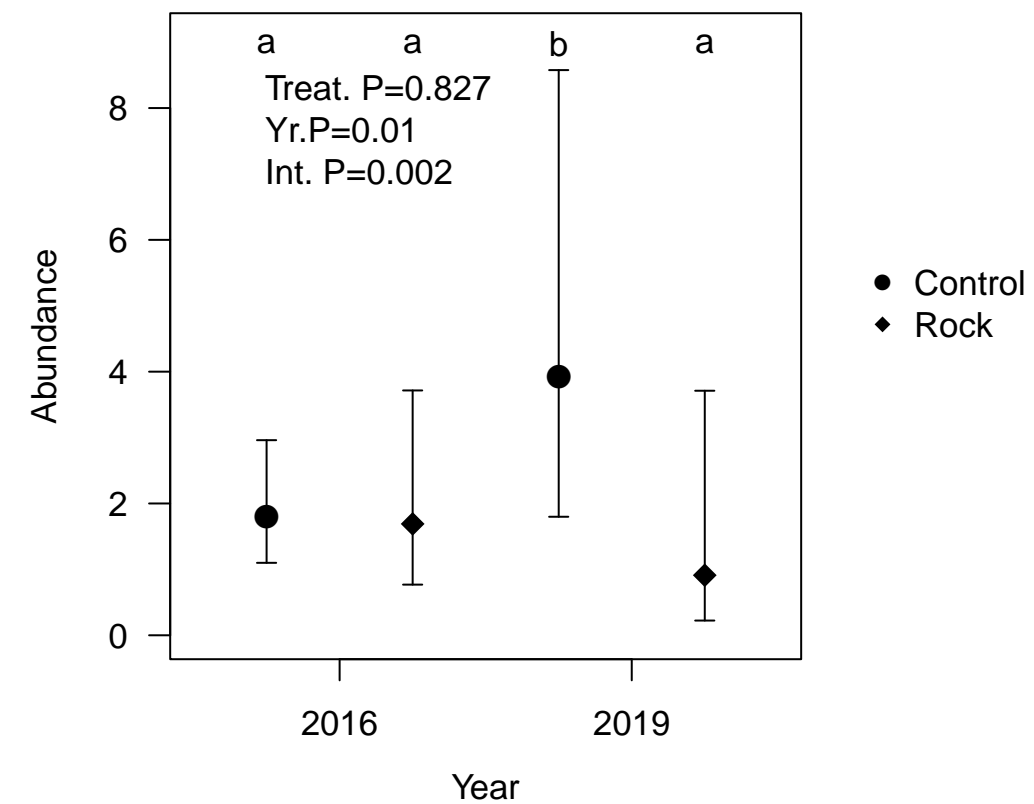 a a b a
Treat. P=0.827
Yr.P=0.01
Int. P=0.002
8
6
4
2
0
Abundance
Control
Rock
2016 2019
Year